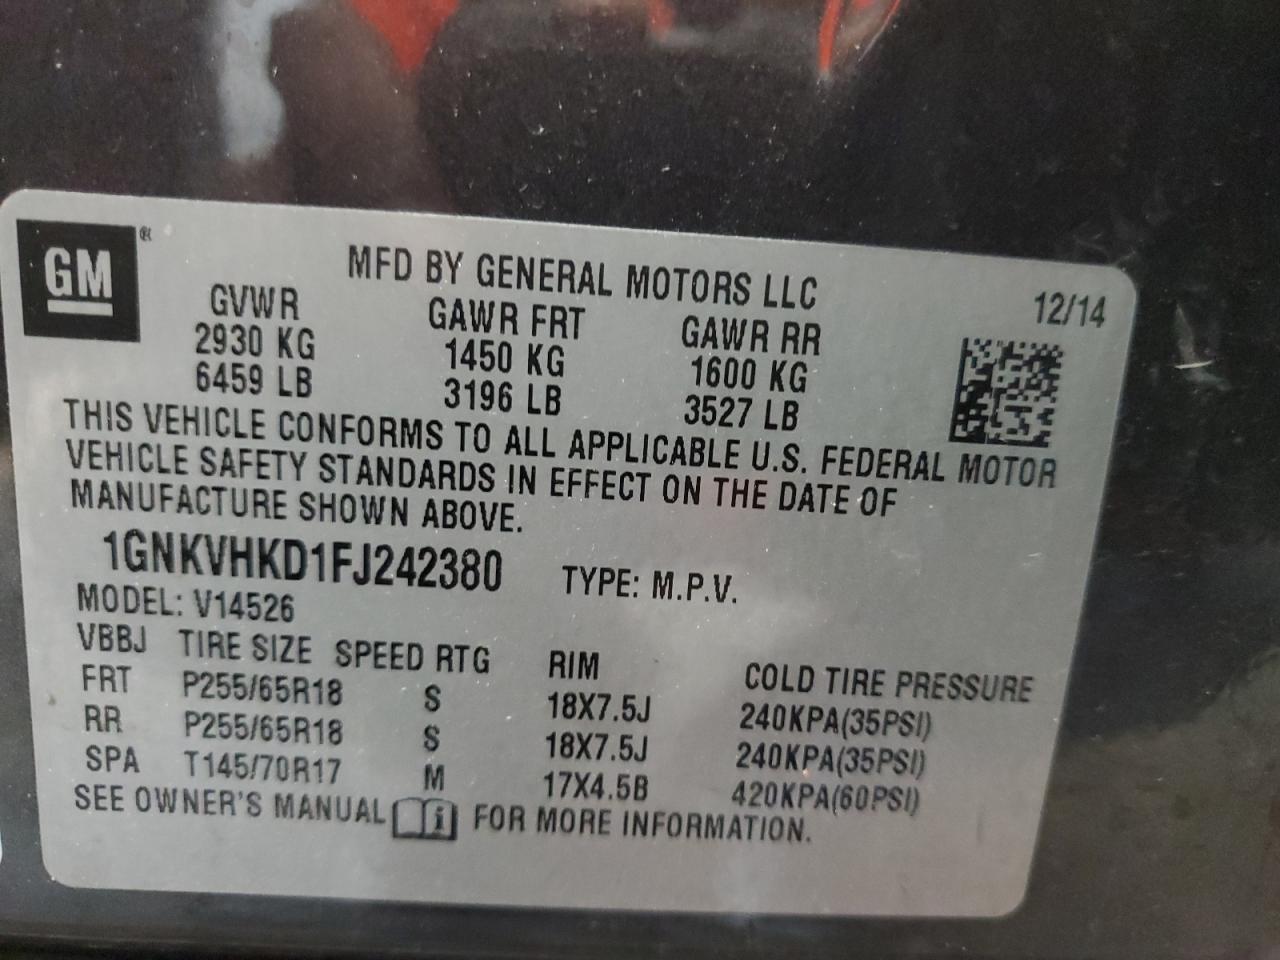 GM ®
MFD BY GENERAL MOTORS LLC
12/14
GVWR GAWR FRT GAWR RR
2930 KG 1450 KG 1600 KG
6459 LB 3196 LB 3527 LB
THIS VEHICLE CONFORMS TO ALL APPLICABLE U.S. FEDERAL MOTOR
VEHICLE SAFETY STANDARDS IN EFFECT ON THE DATE OF
MANUFACTURE SHOWN ABOVE.
1GNKVHKD1FJ242380 TYPE: M.P.V.
MODEL: V14526
VBBJ TIRE SIZE SPEED RTG RIM COLD TIRE PRESSURE
FRT P255/65R18 S 18X7.5J 240KPA(35PSI)
RR P255/65R18 S 18X7.5J 240KPA(35PSI)
SPA T145/70R17 M 17X4.5B 420KPA(60PSI)
SEE OWNER'S MANUAL i FOR MORE INFORMATION.